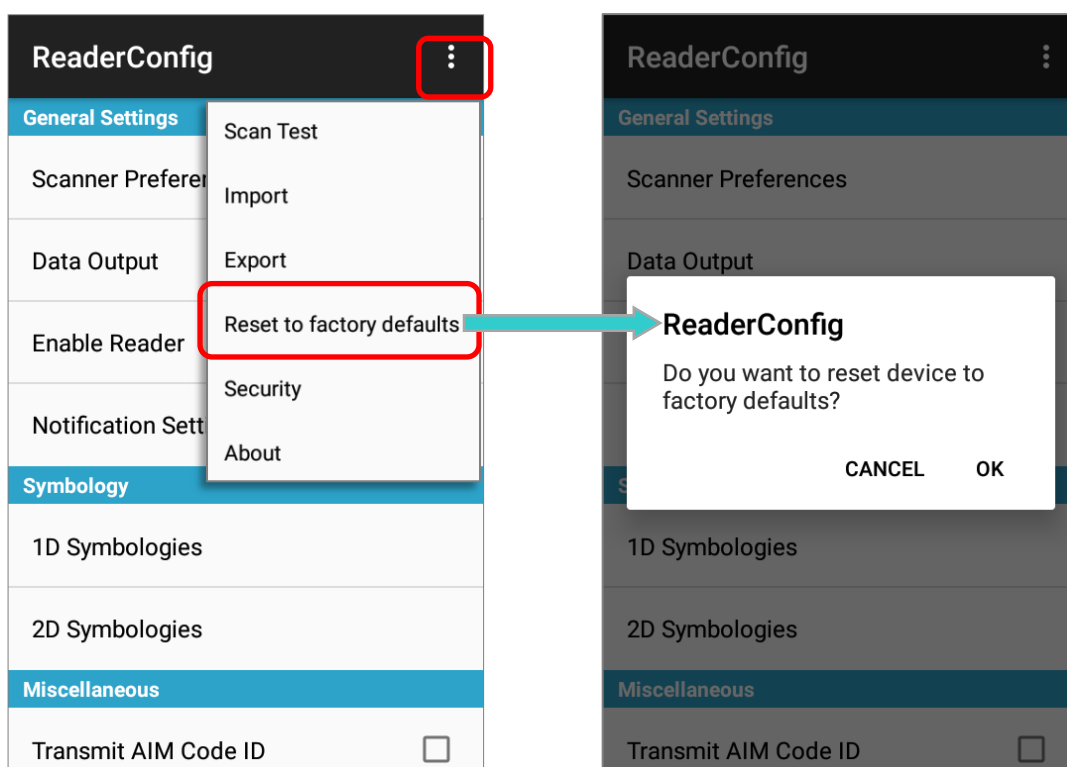 ReaderConfig
General Settings
Scan Test
Scanner Prefere
Import
Data Output
Export
Reset to factory defaults
Enable Reader
Security
Notification Sett
About
Symbology
1D Symbologies
2D Symbologies
Miscellaneous
Transmit AIM Code ID
ReaderConfig
General Settings
Scanner Preferences
Data Output
ReaderConfig
Do you want to reset device to
factory defaults?
CANCEL OK
S
1D Symbologies
2D Symbologies
Miscellaneous
Transmit AIM Code ID